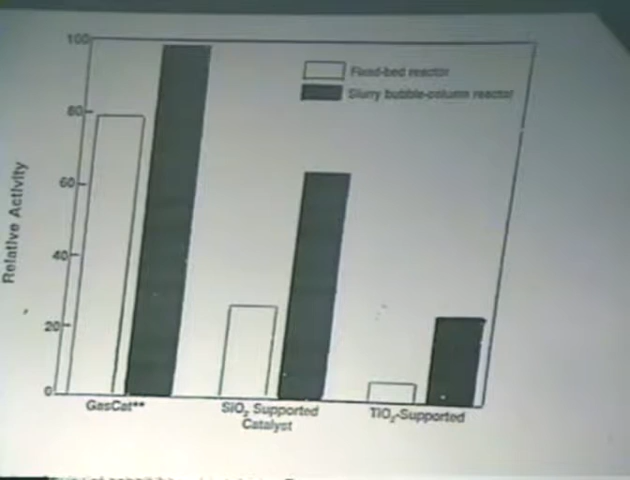 100
Fixed-bed reactor
Slurry bubble-column reactor
80
60
Relative Activity
40
20
0
GasCat**
SiO₂ Supported
Catalyst
TiO₂-Supported